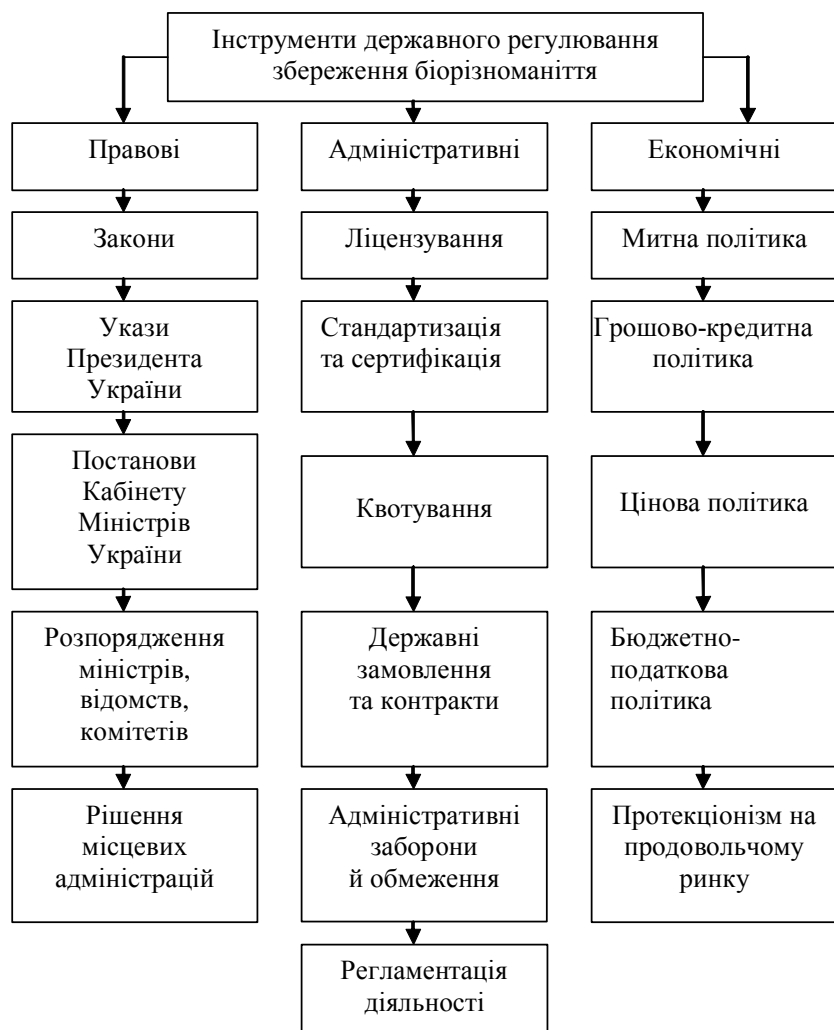 Інструменти державного регулювання
збереження біорізноманіття
Правові
Адміністративні
Економічні
Закони
Ліцензування
Митна політика
Укази
Президента
України
Стандартизація
та сертифікація
Грошово-кредитна
політика
Постанови
Кабінету
Міністрів
України
Квотування
Цінова політика
Розпорядження
міністрів,
відомств,
комітетів
Державні
замовлення
та контракти
Бюджетно-
податкова
політика
Рішення
місцевих
адміністрацій
Адміністративні
заборони
й обмеження
Протекціонізм на
продовольчому
ринку
Регламентація
діяльності